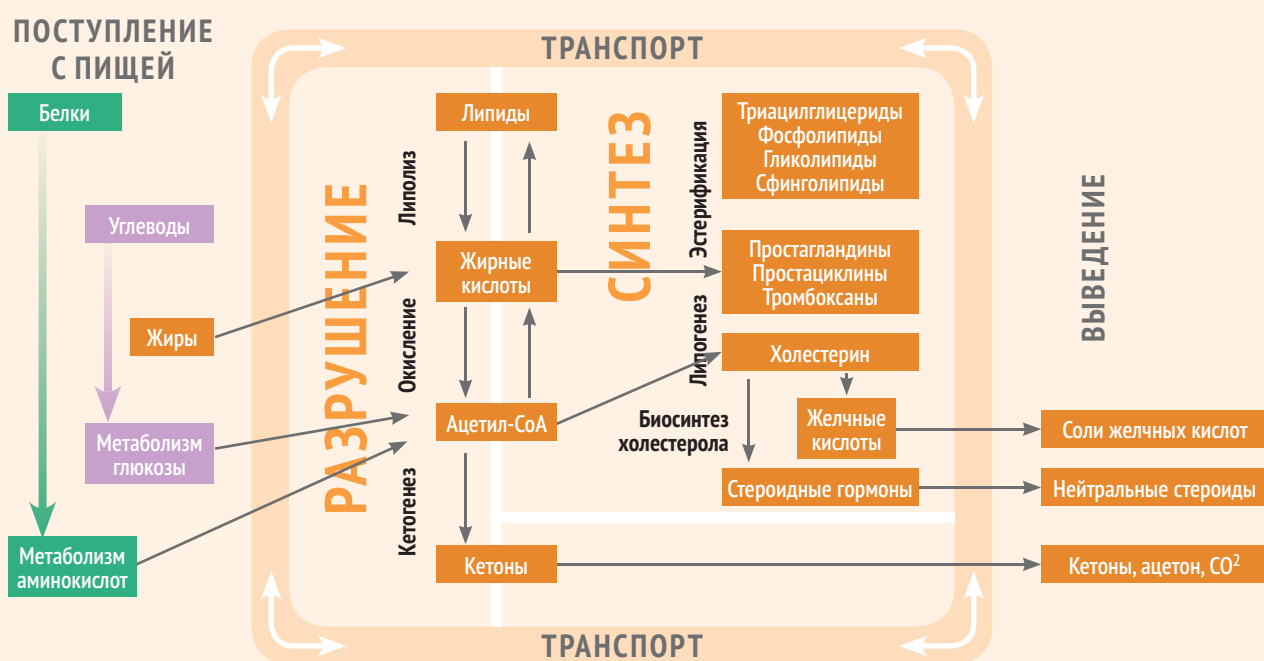 ПОСТУПЛЕНИЕ
С ПИЩЕЙ
ТРАНСПОРТ
Белки
Углеводы
Жиры
Метаболизм
глюкозы
Метаболизм
аминокислот
РАЗРУШЕНИЕ
Липолиз
Окисление
Кетогенез
Липиды
Жирные
кислоты
Ацетил-CoA
Кетоны
СИНТЕЗ
Эстерификация
Липогенез
Биосинтез
холестерола
Триацилглицериды
Фосфолипиды
Гликолипиды
Сфинголипиды
Простагландины
Простациклины
Тромбоксаны
Холестерин
Желчные
кислоты
Стероидные гормоны
ВЫВЕДЕНИЕ
Соли желчных кислот
Нейтральные стероиды
Кетоны, ацетон, CO²
ТРАНСПОРТ